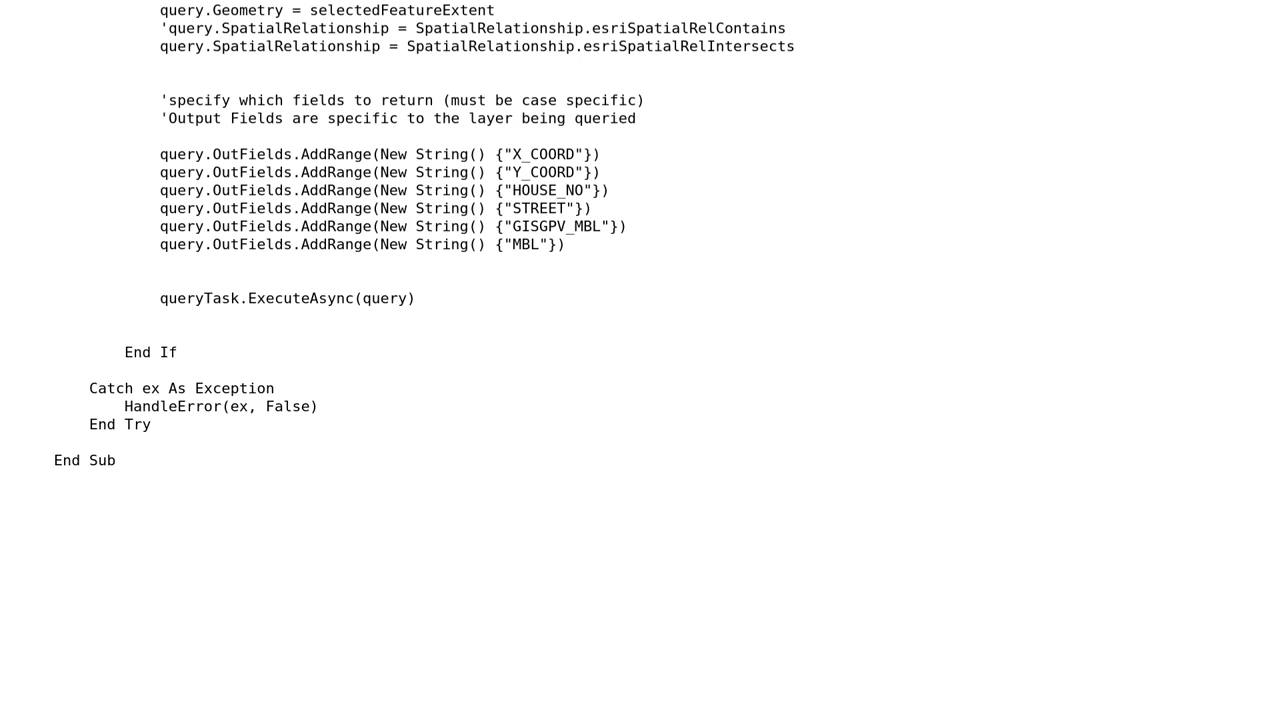 query.Geometry = selectedFeatureExtent
'query.SpatialRelationship = SpatialRelationship.esriSpatialRelContains
query.SpatialRelationship = SpatialRelationship.esriSpatialRelIntersects
'specify which fields to return (must be case specific)
'Output Fields are specific to the layer being queried
query.OutFields.AddRange(New String() {"X_COORD"})
query.OutFields.AddRange(New String() {"Y_COORD"})
query.OutFields.AddRange(New String() {"HOUSE_NO"})
query.OutFields.AddRange(New String() {"STREET"})
query.OutFields.AddRange(New String() {"GISGPV_MBL"})
query.OutFields.AddRange(New String() {"MBL"})
queryTask.ExecuteAsync(query)
End If
Catch ex As Exception
HandleError(ex, False)
End Try
End Sub